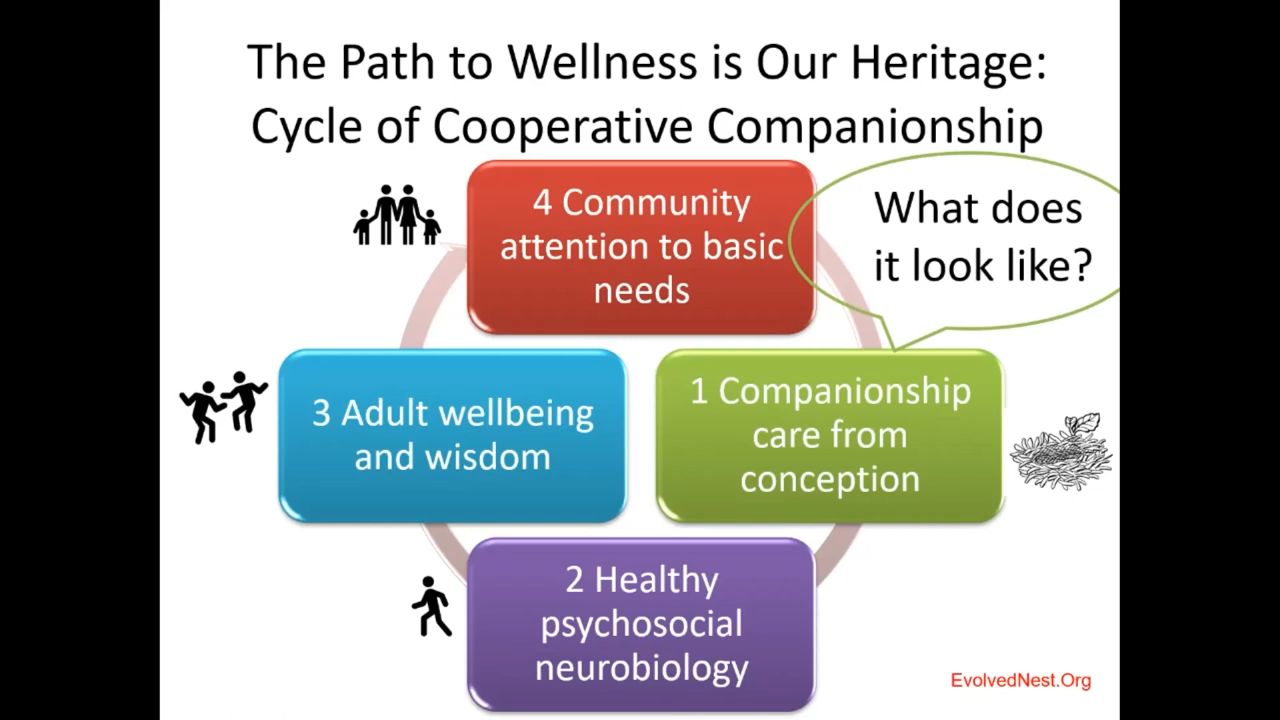 The Path to Wellness is Our Heritage:
Cycle of Cooperative Companionship
4 Community
attention to basic
needs
What does
it look like?
3 Adult wellbeing
and wisdom
1 Companionship
care from
conception
2 Healthy
psychosocial
neurobiology
EvolvedNest.Org